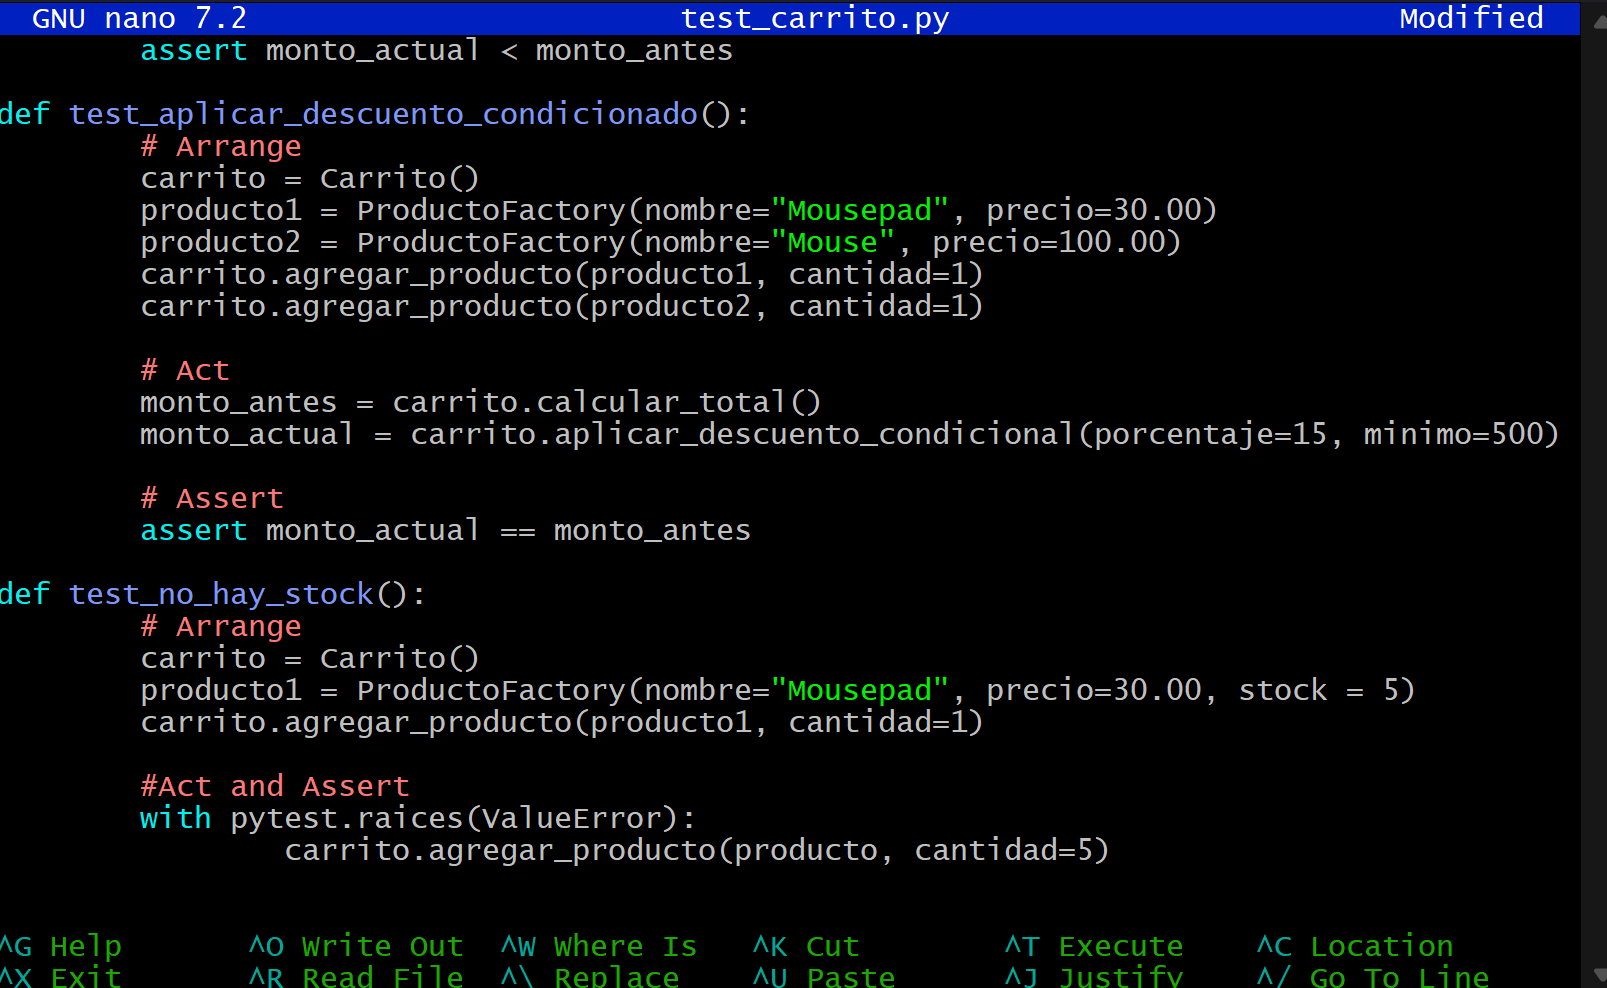 GNU nano 7.2 test_carrito.py Modified
assert monto_actual < monto_antes
def test_aplicar_descuento_condicionado():
# Arrange
carrito = Carrito()
producto1 = ProductoFactory(nombre="Mousepad", precio=30.00)
producto2 = ProductoFactory(nombre="Mouse", precio=100.00)
carrito.agregar_producto(producto1, cantidad=1)
carrito.agregar_producto(producto2, cantidad=1)
# Act
monto_antes = carrito.calcular_total()
monto_actual = carrito.aplicar_descuento_condicional(porcentaje=15, minimo=500)
# Assert
assert monto_actual == monto_antes
def test_no_hay_stock():
# Arrange
carrito = Carrito()
producto1 = ProductoFactory(nombre="Mousepad", precio=30.00, stock = 5)
carrito.agregar_producto(producto1, cantidad=1)
#Act and Assert
with pytest.raices(ValueError):
carrito.agregar_producto(producto, cantidad=5)
^G Help ^O Write Out ^W Where Is ^K Cut ^T Execute ^C Location
^X Exit ^R Read File ^\ Replace ^U Paste ^J Justify ^/ Go To Line